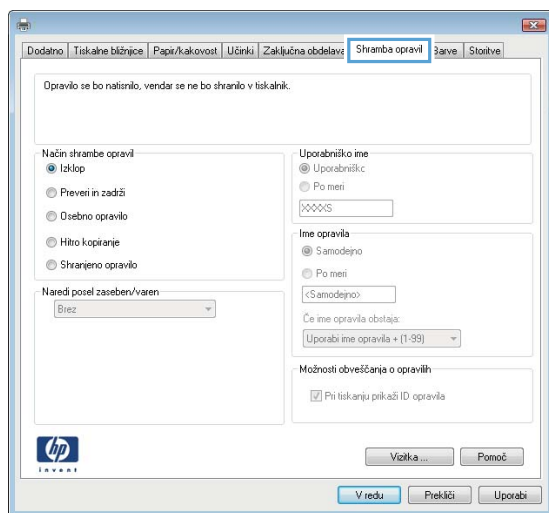 Dodatno Tiskalne bližnjice Papir/kakovost Učinki Zaključna obdelava Shramba opravil Barve Storitve
Opravilo se bo natisnilo, vendar se ne bo shranilo v tiskalnik.
Način shrambe opravil
Izklop
Preveri in zadrži
Osebno opravilo
Hitro kopiranje
Shranjeno opravilo
Naredi posel zaseben/varen
Brez
Uporabniško ime
Uporabniškc
Po meri
XXXXS
Ime opravila
Samodejno
Po meri
<Samodejno>
Če ime opravila obstaja:
Uporabi ime opravila + (1-99)
Možnosti obveščanja o opravilih
Pri tiskanju prikaži ID opravila
hp
invent
Vizitka ... Pomoč
V redu Prekliči Uporabi